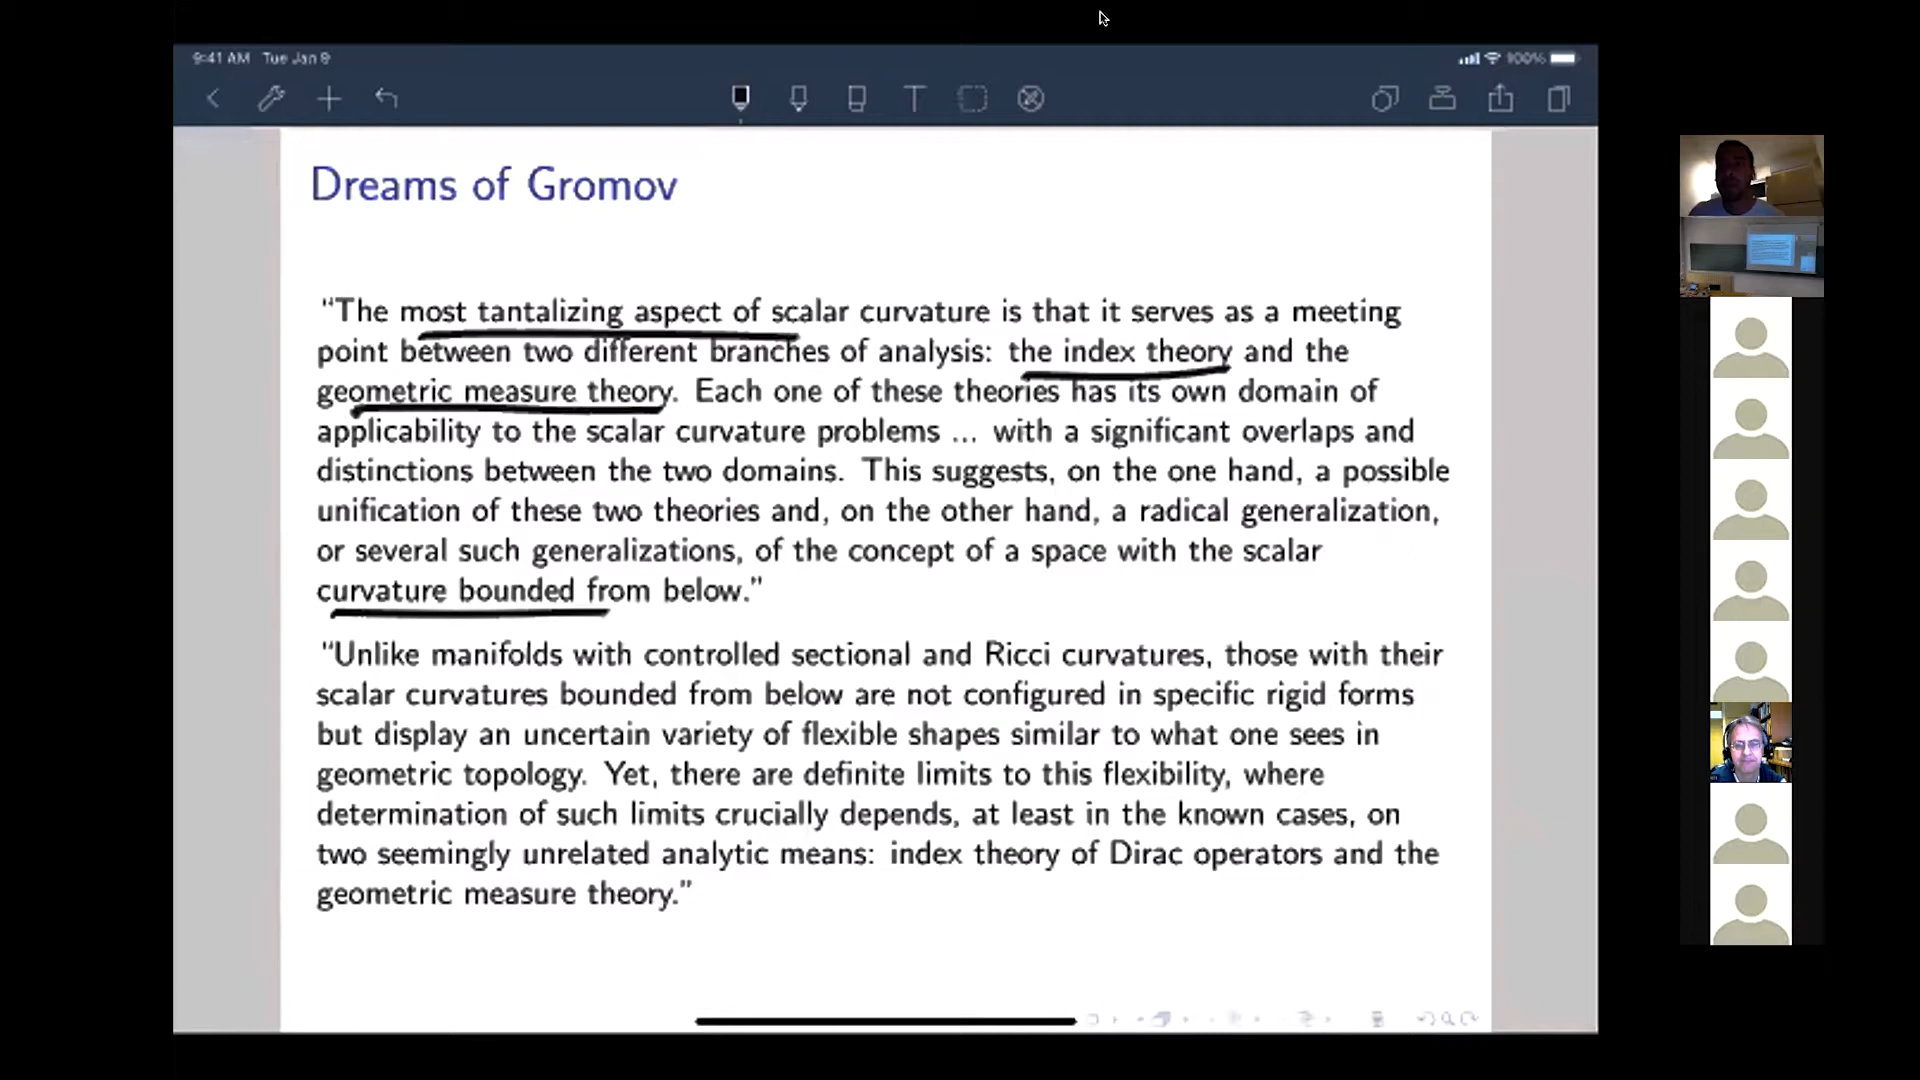 9:41 AM Tue Jan 9
100%
T
Dreams of Gromov
“The most tantalizing aspect of scalar curvature is that it serves as a meeting
point between two different branches of analysis: the index theory and the
geometric measure theory. Each one of these theories has its own domain of
applicability to the scalar curvature problems ... with a significant overlaps and
distinctions between the two domains. This suggests, on the one hand, a possible
unification of these two theories and, on the other hand, a radical generalization,
or several such generalizations, of the concept of a space with the scalar
curvature bounded from below.”
“Unlike manifolds with controlled sectional and Ricci curvatures, those with their
scalar curvatures bounded from below are not configured in specific rigid forms
but display an uncertain variety of flexible shapes similar to what one sees in
geometric topology. Yet, there are definite limits to this flexibility, where
determination of such limits crucially depends, at least in the known cases, on
two seemingly unrelated analytic means: index theory of Dirac operators and the
geometric measure theory.”